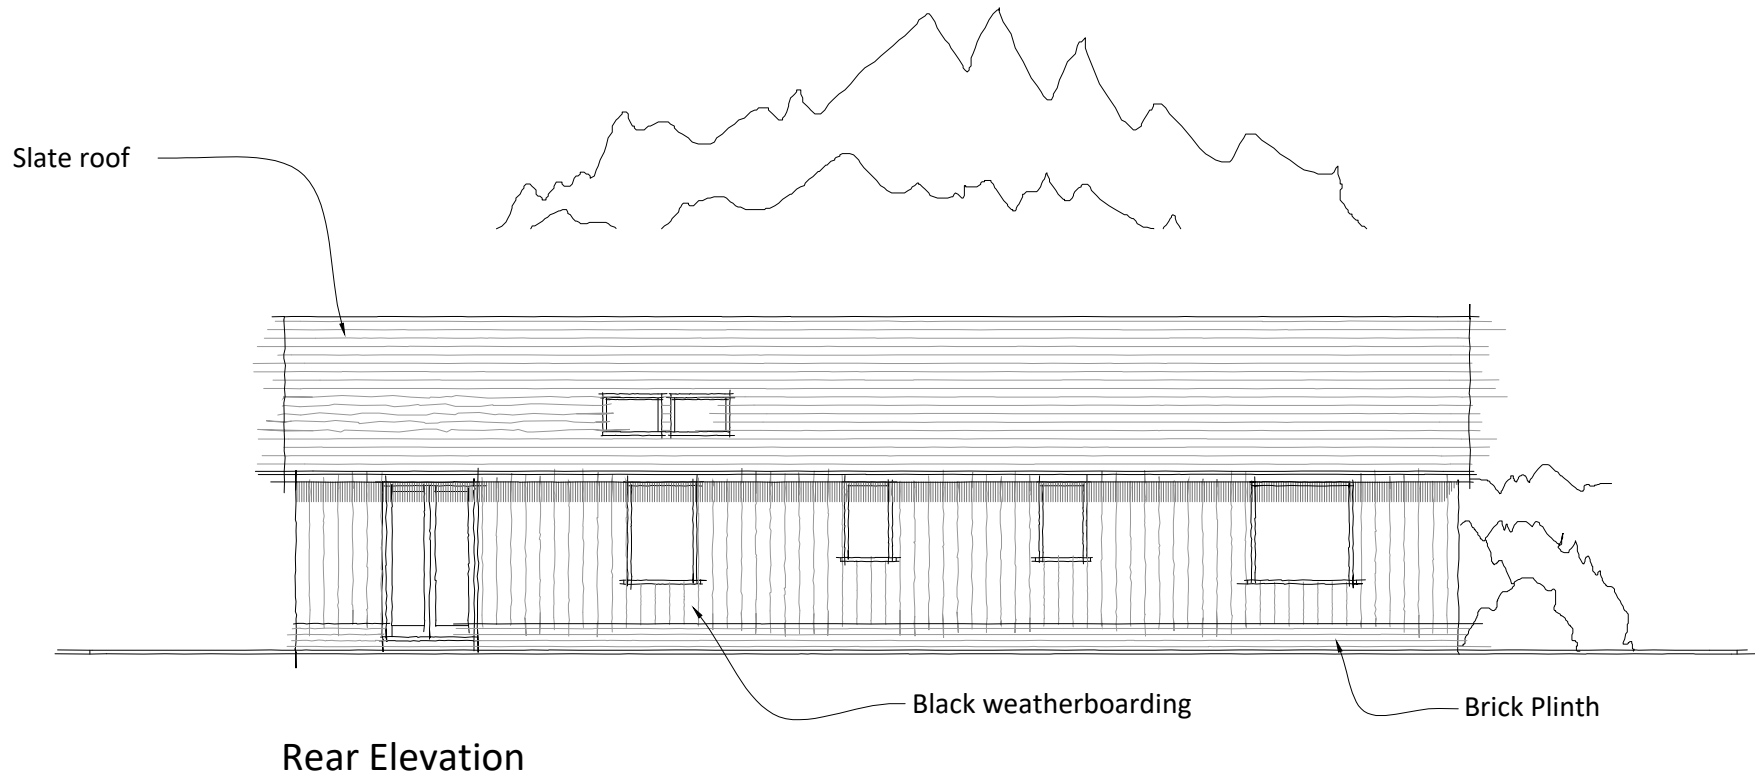 Slate roof
Black weatherboarding
Brick Plinth
Rear Elevation